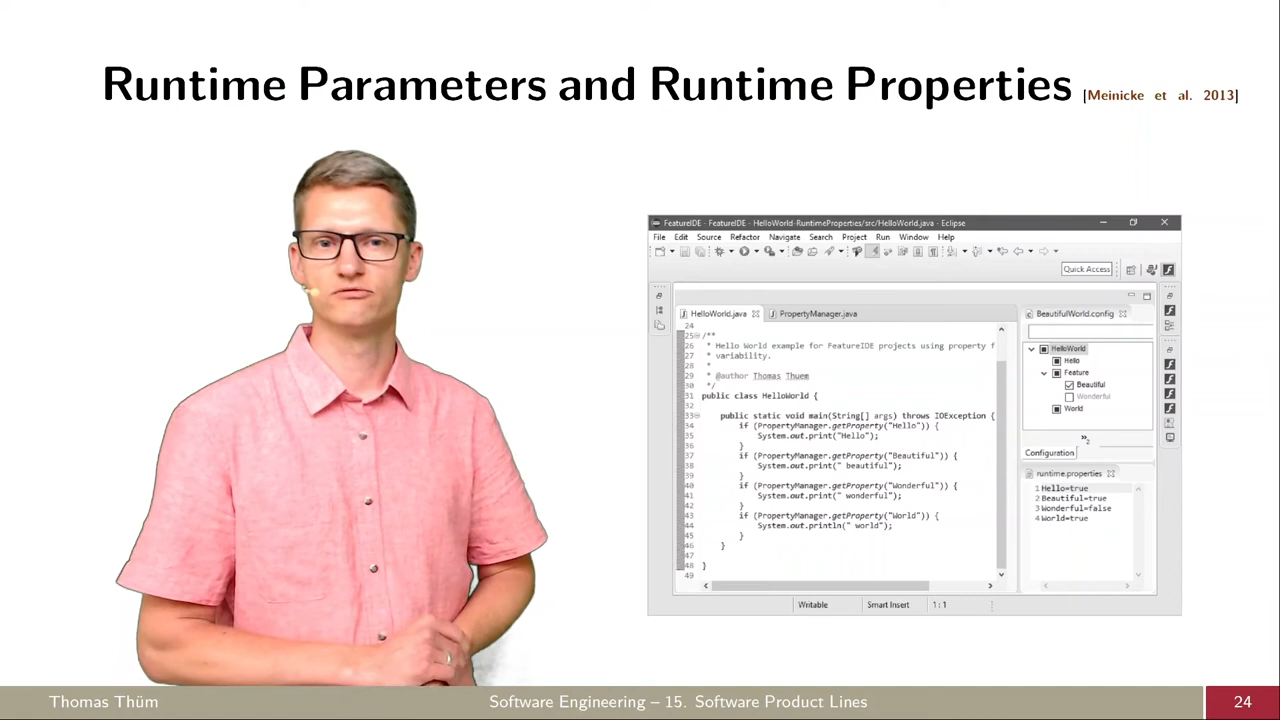 Runtime Parameters and Runtime Properties [Meinicke et al. 2013]
FeatureIDE - FeatureIDE - HelloWorld-RuntimeProperties/src/HelloWorld.java - Eclipse
File Edit Source Refactor Navigate Search Project Run Window Help
Quick Access
HelloWorld.java PropertyManager.java
24
25 /**
26 * Hello World example for FeatureIDE projects using property f
27 * variability.
28 *
29 * @author Thomas Thuem
30 */
31 public class HelloWorld {
32
33 public static void main(String[] args) throws IOException {
34 if (PropertyManager.getProperty("Hello")) {
35 System.out.print("Hello");
36 }
37 if (PropertyManager.getProperty("Beautiful")) {
38 System.out.print(" beautiful");
39 }
40 if (PropertyManager.getProperty("Wonderful")) {
41 System.out.print(" wonderful");
42 }
43 if (PropertyManager.getProperty("World")) {
44 System.out.println(" world");
45 }
46 }
47
48 }
49
BeautifulWorld.config
HelloWorld
Hello
Feature
Beautiful
Wonderful
World
»2
Configuration
runtime.properties
1 Hello=true
2 Beautiful=true
3 Wonderful=false
4 World=true
Writable Smart Insert 1 : 1
Thomas Thüm Software Engineering – 15. Software Product Lines 24